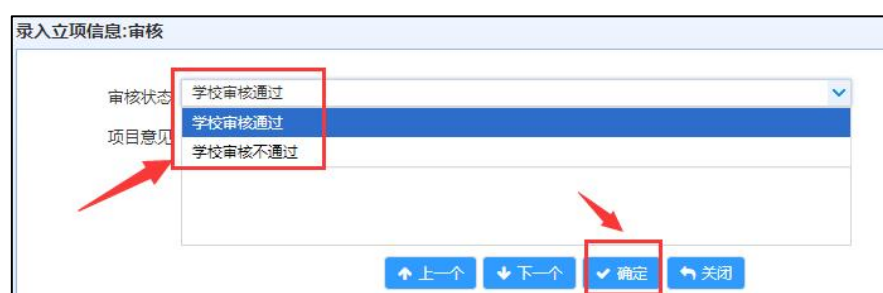 录入立项信息:审核
审核状态 学校审核通过
学校审核通过
项目意见
学校审核不通过
上一个 下一个 确定 关闭